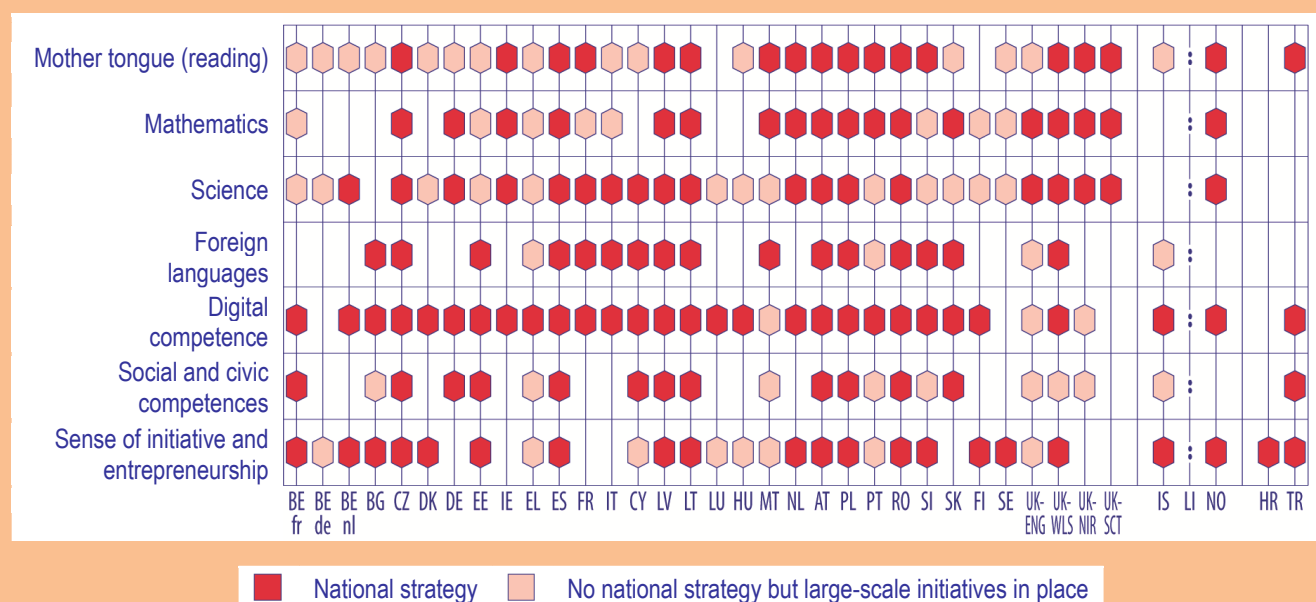 Mother tongue (reading)
Mathematics
Science
Foreign
languages
Digital
competence
Social and civic
competences
Sense of initiative and
entrepreneurship
BE fr BE de BE nl BG CZ DK DE EE IE EL ES FR IT CY LV LT LU HU MT NL AT PL PT RO SI SK FI SE UK-ENG UK-WLS UK-NIR UK-SCT IS LI NO HR TR
National strategy No national strategy but large-scale initiatives in place